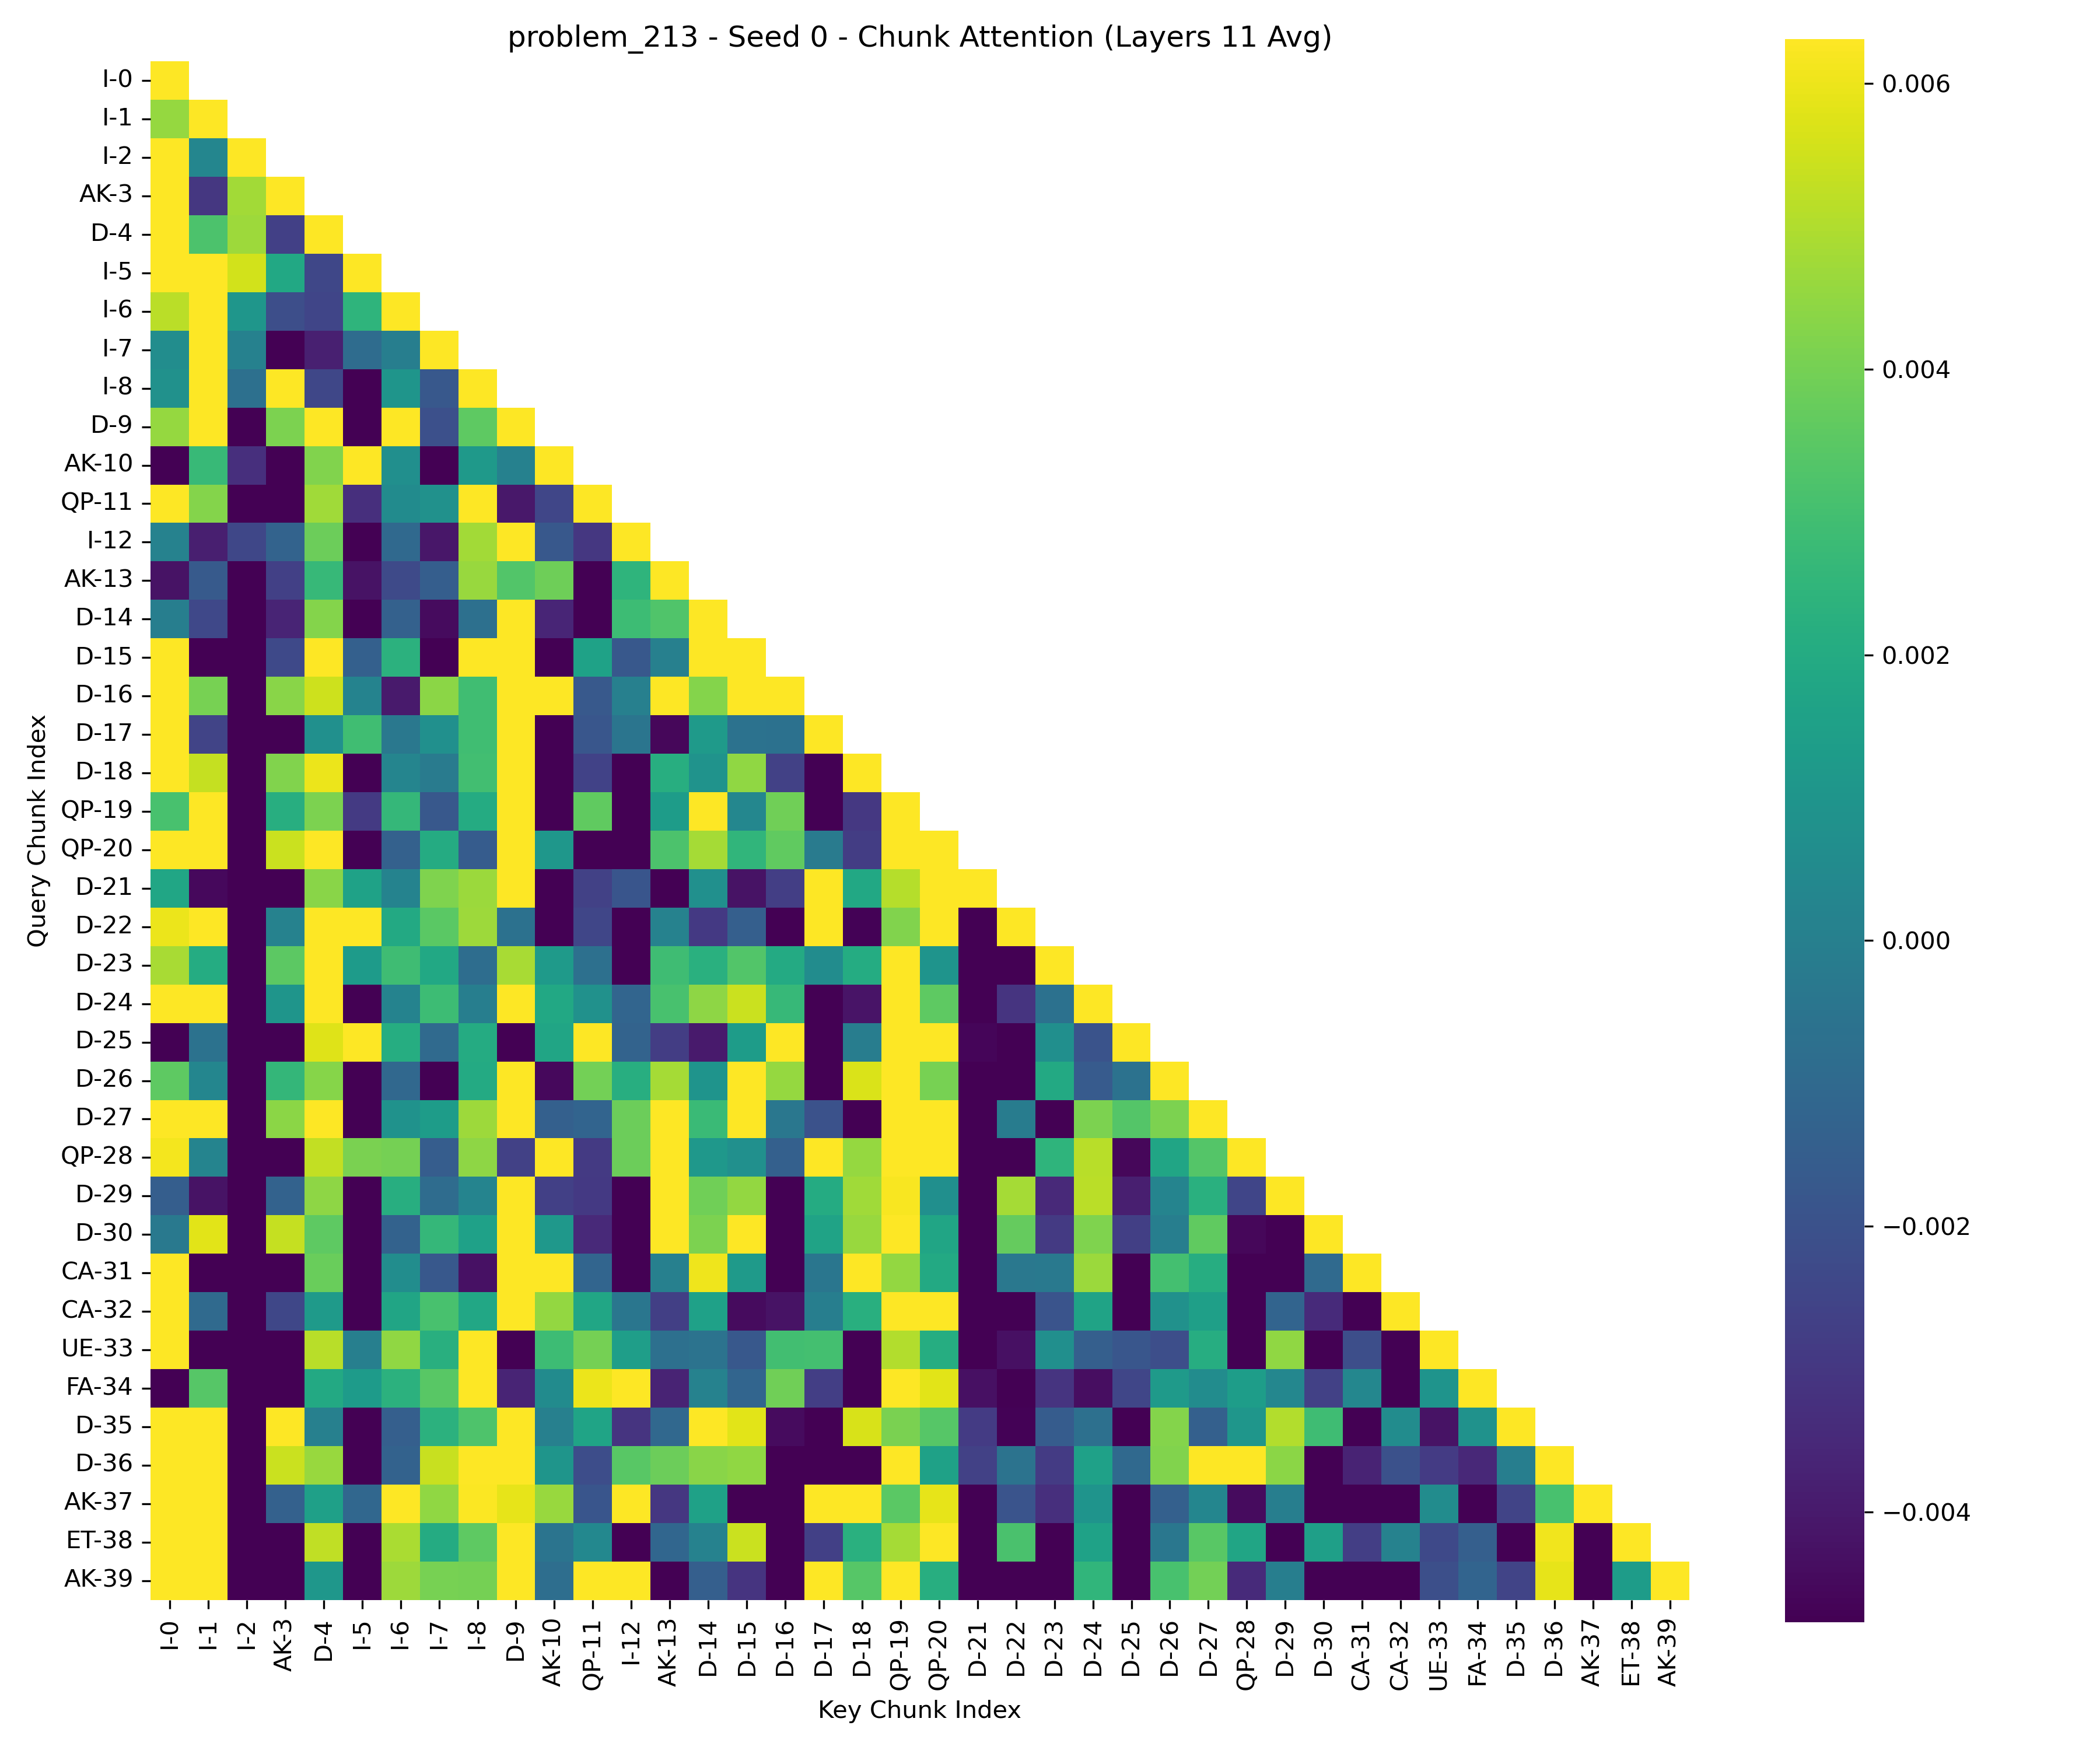 problem_213 - Seed 0 - Chunk Attention (Layers 11 Avg)
Query Chunk Index
I-0
I-1
I-2
AK-3
D-4
I-5
I-6
I-7
I-8
D-9
AK-10
QP-11
I-12
AK-13
D-14
D-15
D-16
D-17
D-18
QP-19
QP-20
D-21
D-22
D-23
D-24
D-25
D-26
D-27
QP-28
D-29
D-30
CA-31
CA-32
UE-33
FA-34
D-35
D-36
AK-37
ET-38
AK-39
I-0 I-1 I-2 AK-3 D-4 I-5 I-6 I-7 I-8 D-9 AK-10 QP-11 I-12 AK-13 D-14 D-15 D-16 D-17 D-18 QP-19 QP-20 D-21 D-22 D-23 D-24 D-25 D-26 D-27 QP-28 D-29 D-30 CA-31 CA-32 UE-33 FA-34 D-35 D-36 AK-37 ET-38 AK-39
Key Chunk Index
0.006
0.004
0.002
0.000
−0.002
−0.004